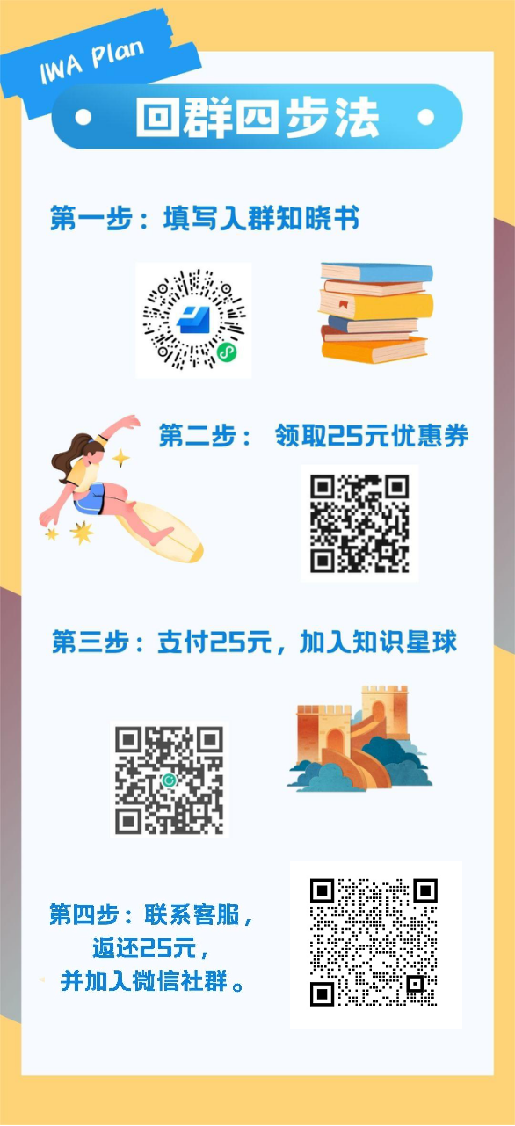 IWA Plan
回群四步法
第一步：填写入群知晓书
第二步： 领取25元优惠券
第三步：支付25元，加入知识星球
第四步：联系客服，
返还25元，
并加入微信社群。